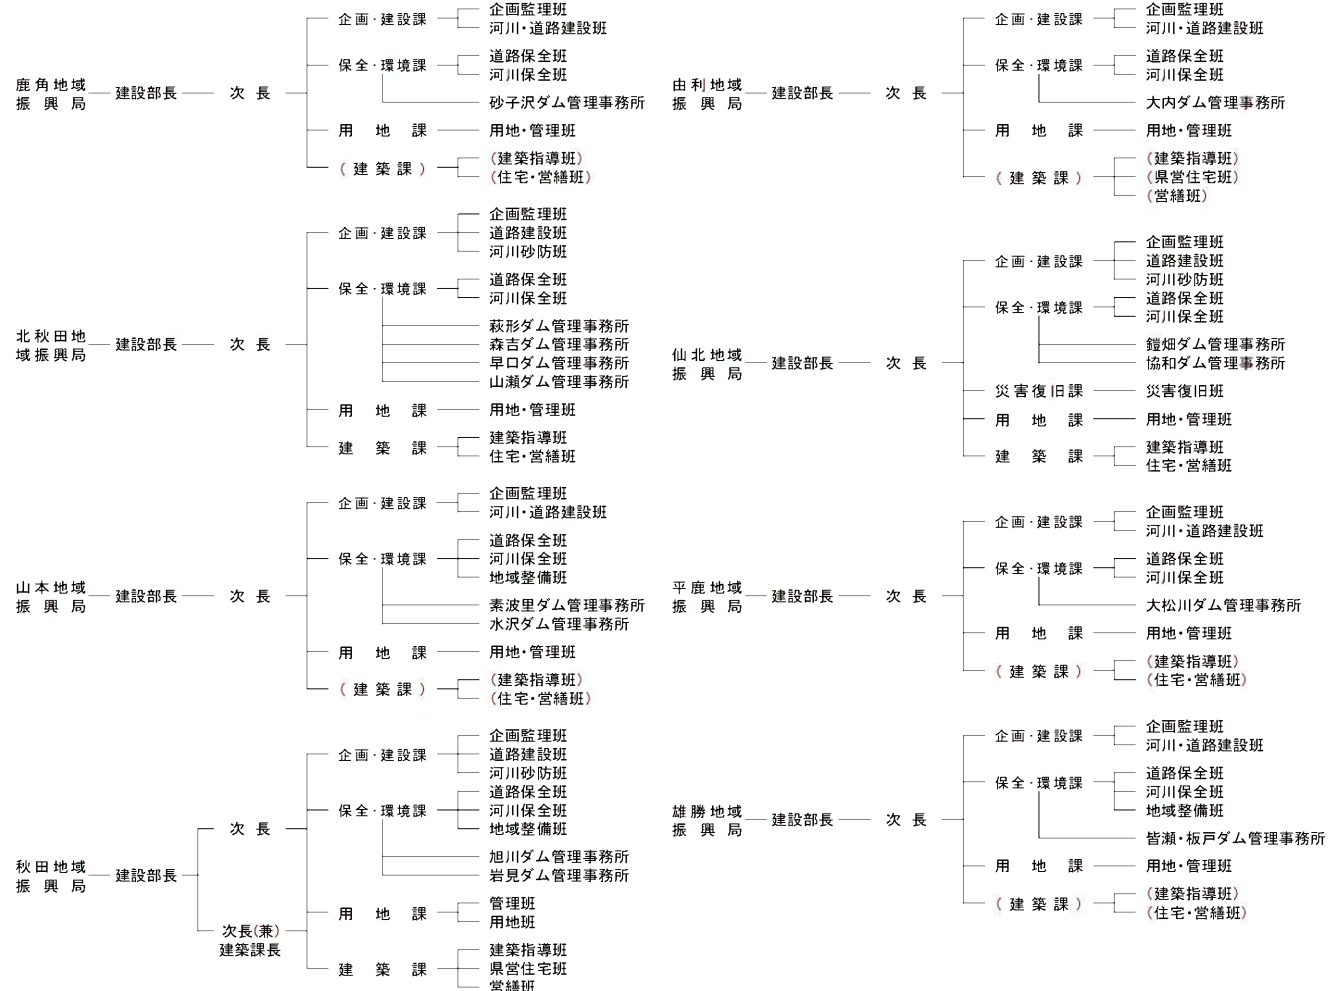 鹿角地域
振興局
建設部長
次長
企画・建設課
企画監理班
河川・道路建設班
保全・環境課
道路保全班
河川保全班
砂子沢ダム管理事務所
用地課
用地・管理班
(建築課)
(建築指導班)
(住宅・営繕班)
北秋田地
域振興局
建設部長
次長
企画・建設課
企画監理班
道路建設班
河川砂防班
保全・環境課
道路保全班
河川保全班
萩形ダム管理事務所
森吉ダム管理事務所
早口ダム管理事務所
山瀬ダム管理事務所
用地課
用地・管理班
建築課
建築指導班
住宅・営繕班
山本地域
振興局
建設部長
次長
企画・建設課
企画監理班
河川・道路建設班
保全・環境課
道路保全班
河川保全班
地域整備班
素波里ダム管理事務所
水沢ダム管理事務所
用地課
用地・管理班
(建築課)
(建築指導班)
(住宅・営繕班)
秋田地域
振興局
建設部長
次長
企画・建設課
企画監理班
道路建設班
河川砂防班
保全・環境課
道路保全班
河川保全班
地域整備班
旭川ダム管理事務所
岩見ダム管理事務所
次長(兼)
建築課長
用地課
管理班
用地班
建築課
建築指導班
県営住宅班
営繕班
由利地域
振興局
建設部長
次長
企画・建設課
企画監理班
河川・道路建設班
保全・環境課
道路保全班
河川保全班
大内ダム管理事務所
用地課
用地・管理班
(建築課)
(建築指導班)
(県営住宅班)
(営繕班)
仙北地域
振興局
建設部長
次長
企画・建設課
企画監理班
道路建設班
河川砂防班
保全・環境課
道路保全班
河川保全班
鎧畑ダム管理事務所
協和ダム管理事務所
災害復旧課
災害復旧班
用地課
用地・管理班
建築課
建築指導班
住宅・営繕班
平鹿地域
振興局
建設部長
次長
企画・建設課
企画監理班
河川・道路建設班
保全・環境課
道路保全班
河川保全班
大松川ダム管理事務所
用地課
用地・管理班
(建築課)
(建築指導班)
(住宅・営繕班)
雄勝地域
振興局
建設部長
次長
企画・建設課
企画監理班
河川・道路建設班
保全・環境課
道路保全班
河川保全班
地域整備班
皆瀬・板戸ダム管理事務所
用地課
用地・管理班
(建築課)
(建築指導班)
(住宅・営繕班)